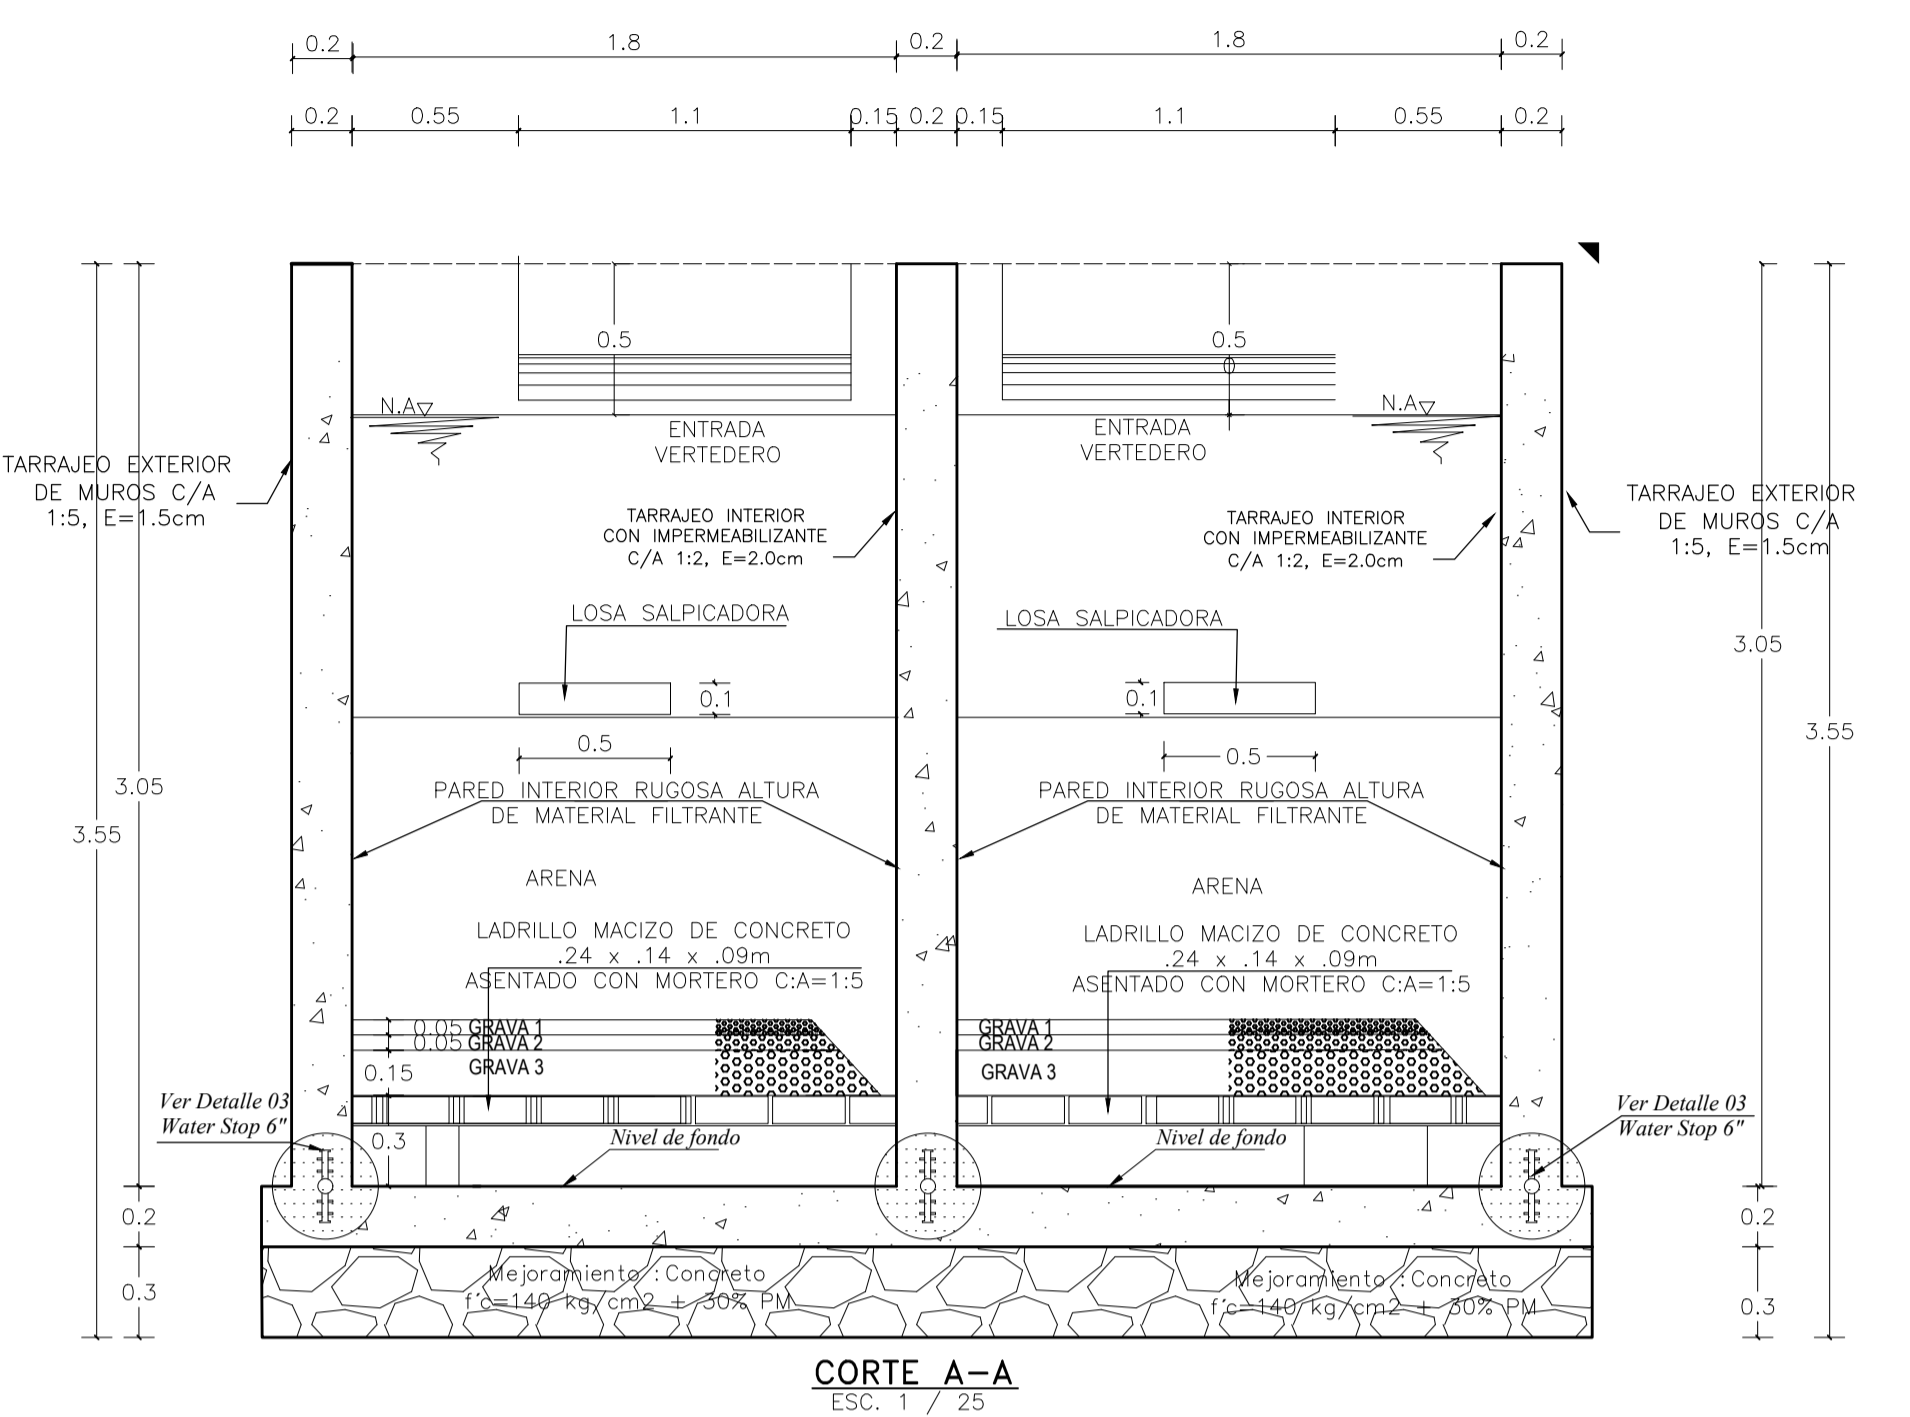 0.2 1.8 0.2 1.8 0.2
0.2 0.55 1.1 0.15 0.2 0.15 1.1 0.55 0.2
0.5
0.5
N.A
N.A
ENTRADA
VERTEDERO
ENTRADA
VERTEDERO
TARRAJEO EXTERIOR
DE MUROS C/A
1:5, E=1.5cm
TARRAJEO INTERIOR
CON IMPERMEABILIZANTE
C/A 1:2, E=2.0cm
TARRAJEO INTERIOR
CON IMPERMEABILIZANTE
C/A 1:2, E=2.0cm
TARRAJEO EXTERIOR
DE MUROS C/A
1:5, E=1.5cm
LOSA SALPICADORA
LOSA SALPICADORA
3.05
0.1
0.1
3.55
0.5
0.5
3.05
3.55
PARED INTERIOR RUGOSA ALTURA
DE MATERIAL FILTRANTE
PARED INTERIOR RUGOSA ALTURA
DE MATERIAL FILTRANTE
ARENA
ARENA
LADRILLO MACIZO DE CONCRETO
.24 x .14 x .09m
ASENTADO CON MORTERO C:A=1:5
LADRILLO MACIZO DE CONCRETO
.24 x .14 x .09m
ASENTADO CON MORTERO C:A=1:5
0.05 GRAVA 1
0.05 GRAVA 2
0.15 GRAVA 3
GRAVA 1
GRAVA 2
GRAVA 3
Ver Detalle 03
Water Stop 6"
0.3
Nivel de fondo
Nivel de fondo
Ver Detalle 03
Water Stop 6"
0.2
0.2
0.3
Mejoramiento : Concreto
f'c=140 kg/cm2 + 30% PM
Mejoramiento : Concreto
f'c=140 kg/cm2 + 30% PM
0.3
CORTE A-A
ESC. 1 / 25